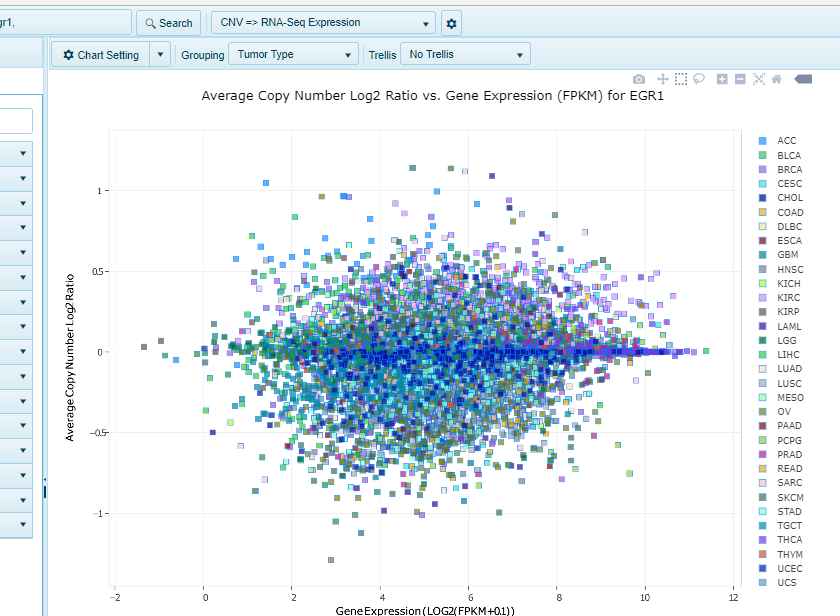 gr1,
Search
CNV => RNA-Seq Expression
Chart Setting
Grouping
Tumor Type
Trellis
No Trellis
Average Copy Number Log2 Ratio vs. Gene Expression (FPKM) for EGR1
1
0.5
0
−0.5
−1
Average Copy Number Log2 Ratio
−2
0
2
4
6
8
10
12
Gene Expression (LOG2(FPKM+0.1))
ACC
BLCA
BRCA
CESC
CHOL
COAD
DLBC
ESCA
GBM
HNSC
KICH
KIRC
KIRP
LAML
LGG
LIHC
LUAD
LUSC
MESO
OV
PAAD
PCPG
PRAD
READ
SARC
SKCM
STAD
TGCT
THCA
THYM
UCEC
UCS